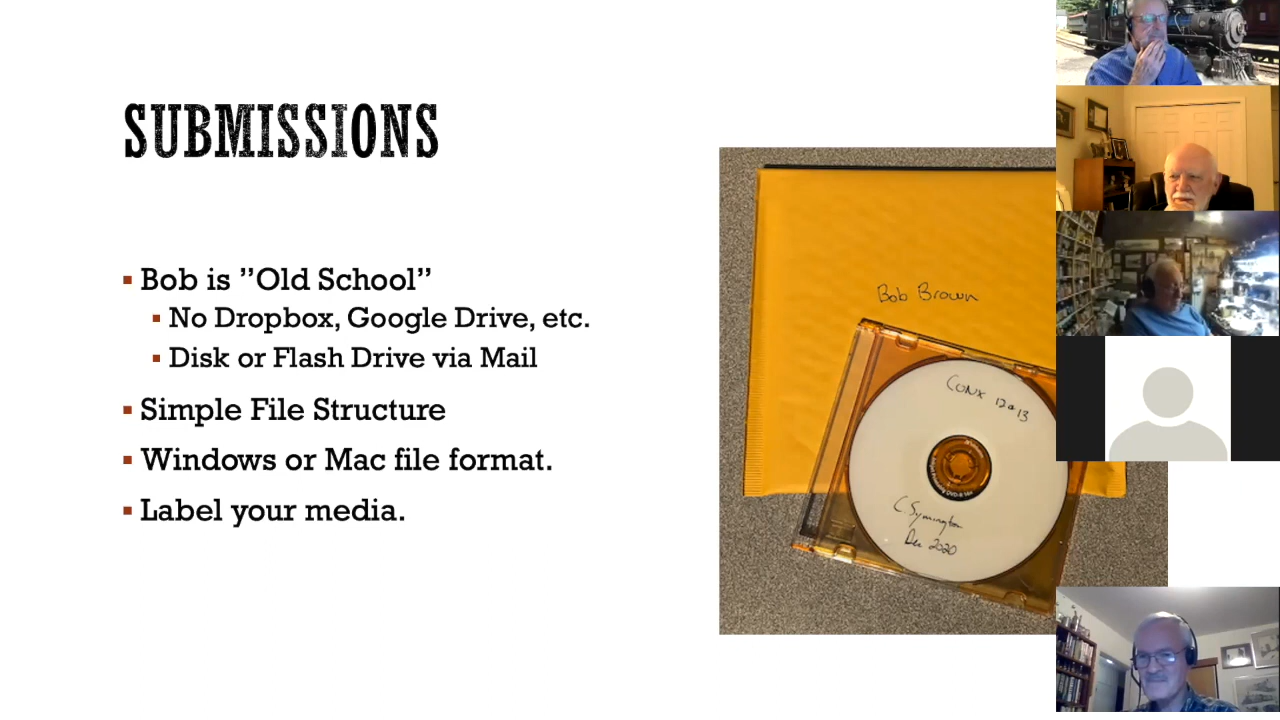 SUBMISSIONS
Bob is ”Old School”
No Dropbox, Google Drive, etc.
Disk or Flash Drive via Mail
Simple File Structure
Windows or Mac file format.
Label your media.
Bob Brown
CONX 12 & 13
C. Symington
Dec 2020